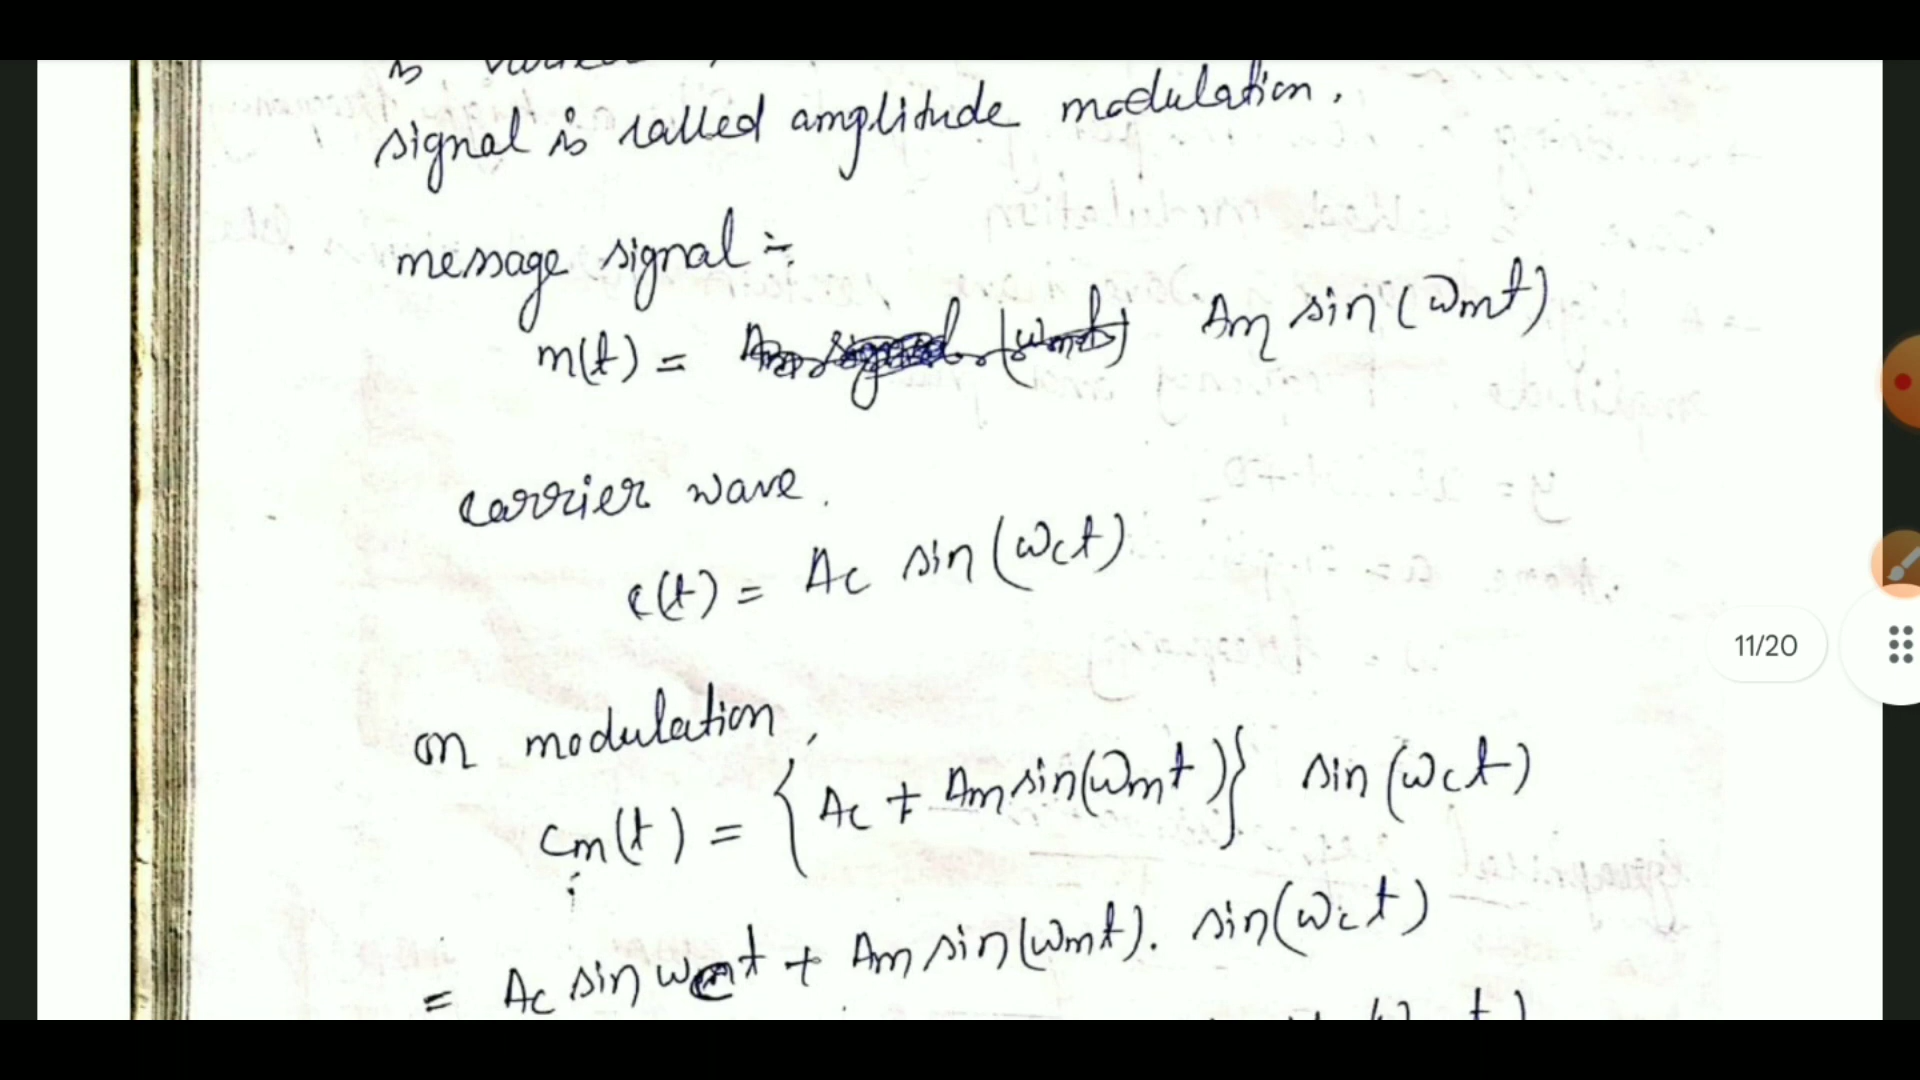 signal is called amplitude modulation.
message signal :-
m(t) = Am sin(ωmt)
carrier wave.
c(t) = Ac sin(ωct)
on modulation,
cm(t) = {Ac + Am sin(ωmt)} sin(ωct)
= Ac sin ωct + Am sin(ωmt). sin(ωct)
11/20